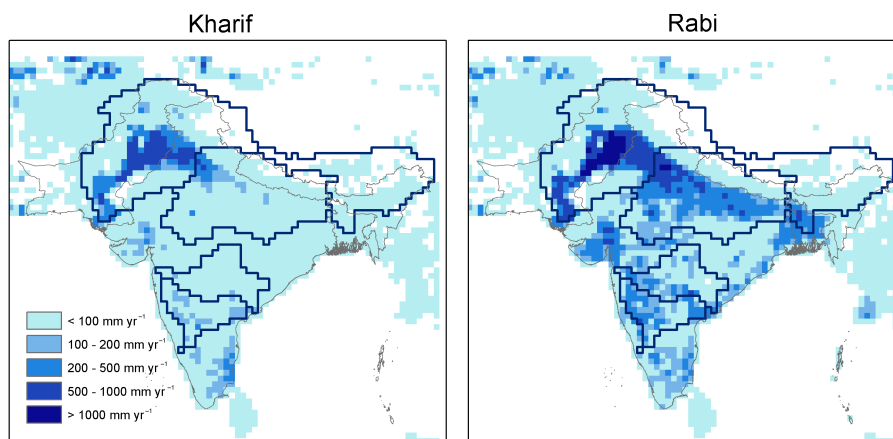 Kharif
Rabi
< 100 mm yr⁻¹
100 - 200 mm yr⁻¹
200 - 500 mm yr⁻¹
500 - 1000 mm yr⁻¹
> 1000 mm yr⁻¹